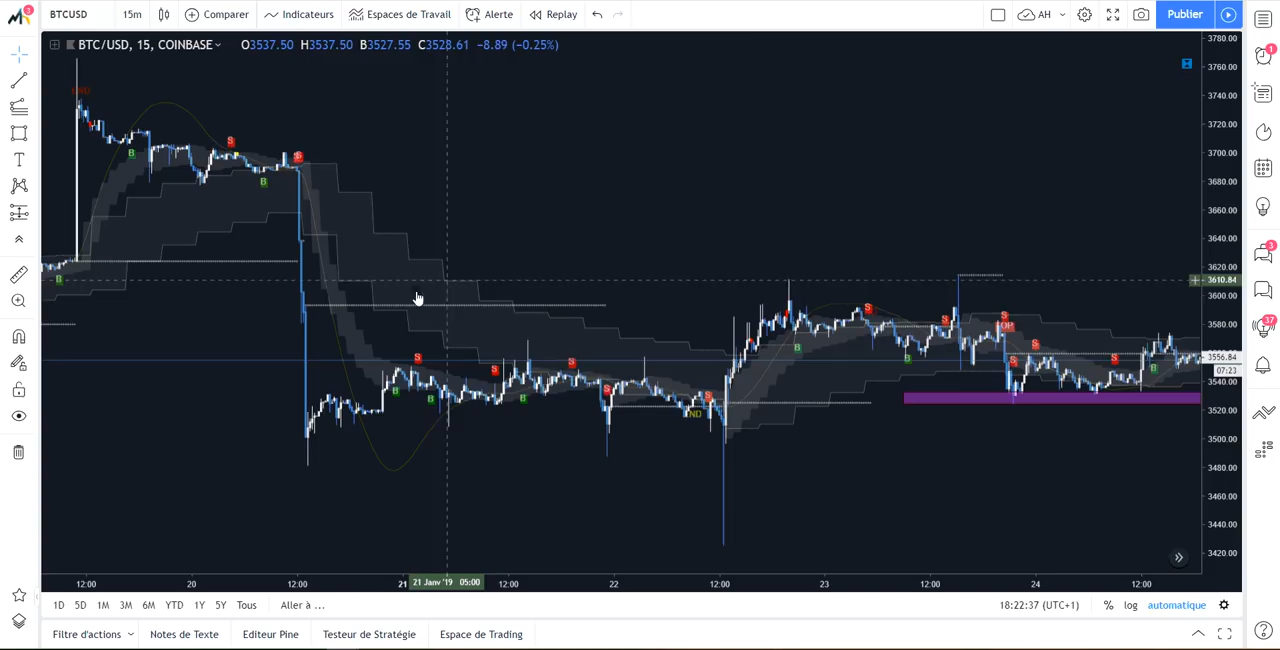 3
BTCUSD 15m Comparer Indicateurs Espaces de Travail Alerte Replay AH Publier
BTC/USD, 15, COINBASE O3537.50 H3537.50 B3527.55 C3528.61 -8.89 (-0.25%)
3780.00
3760.00
3740.00
3720.00
3700.00
3680.00
3660.00
3640.00
3620.00
3610.84
3600.00
3580.00
3556.84
07:23
3540.00
3520.00
3500.00
3480.00
3460.00
3440.00
3420.00
1
3
37
S
B
S
B
B
S
B
B
S
B
S
S
ND
S
B
S
B
S
S
S
S
S
B
12:00 20 12:00 21 21 Janv '19 05:00 12:00 22 12:00 23 12:00 24 12:00
1D 5D 1M 3M 6M YTD 1Y 5Y Tous Aller à ... 18:22:37 (UTC+1) % log automatique
Filtre d'actions Notes de Texte Editeur Pine Testeur de Stratégie Espace de Trading